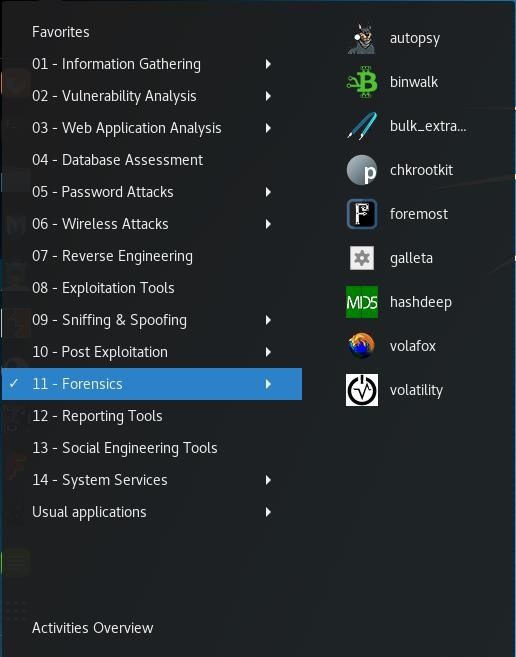 Favorites
01 - Information Gathering
02 - Vulnerability Analysis
03 - Web Application Analysis
04 - Database Assessment
05 - Password Attacks
06 - Wireless Attacks
07 - Reverse Engineering
08 - Exploitation Tools
09 - Sniffing & Spoofing
10 - Post Exploitation
✓ 11 - Forensics
12 - Reporting Tools
13 - Social Engineering Tools
14 - System Services
Usual applications
Activities Overview
autopsy
binwalk
bulk_extra...
p
chkrootkit
F
foremost
galleta
MD5
hashdeep
volafox
volatility